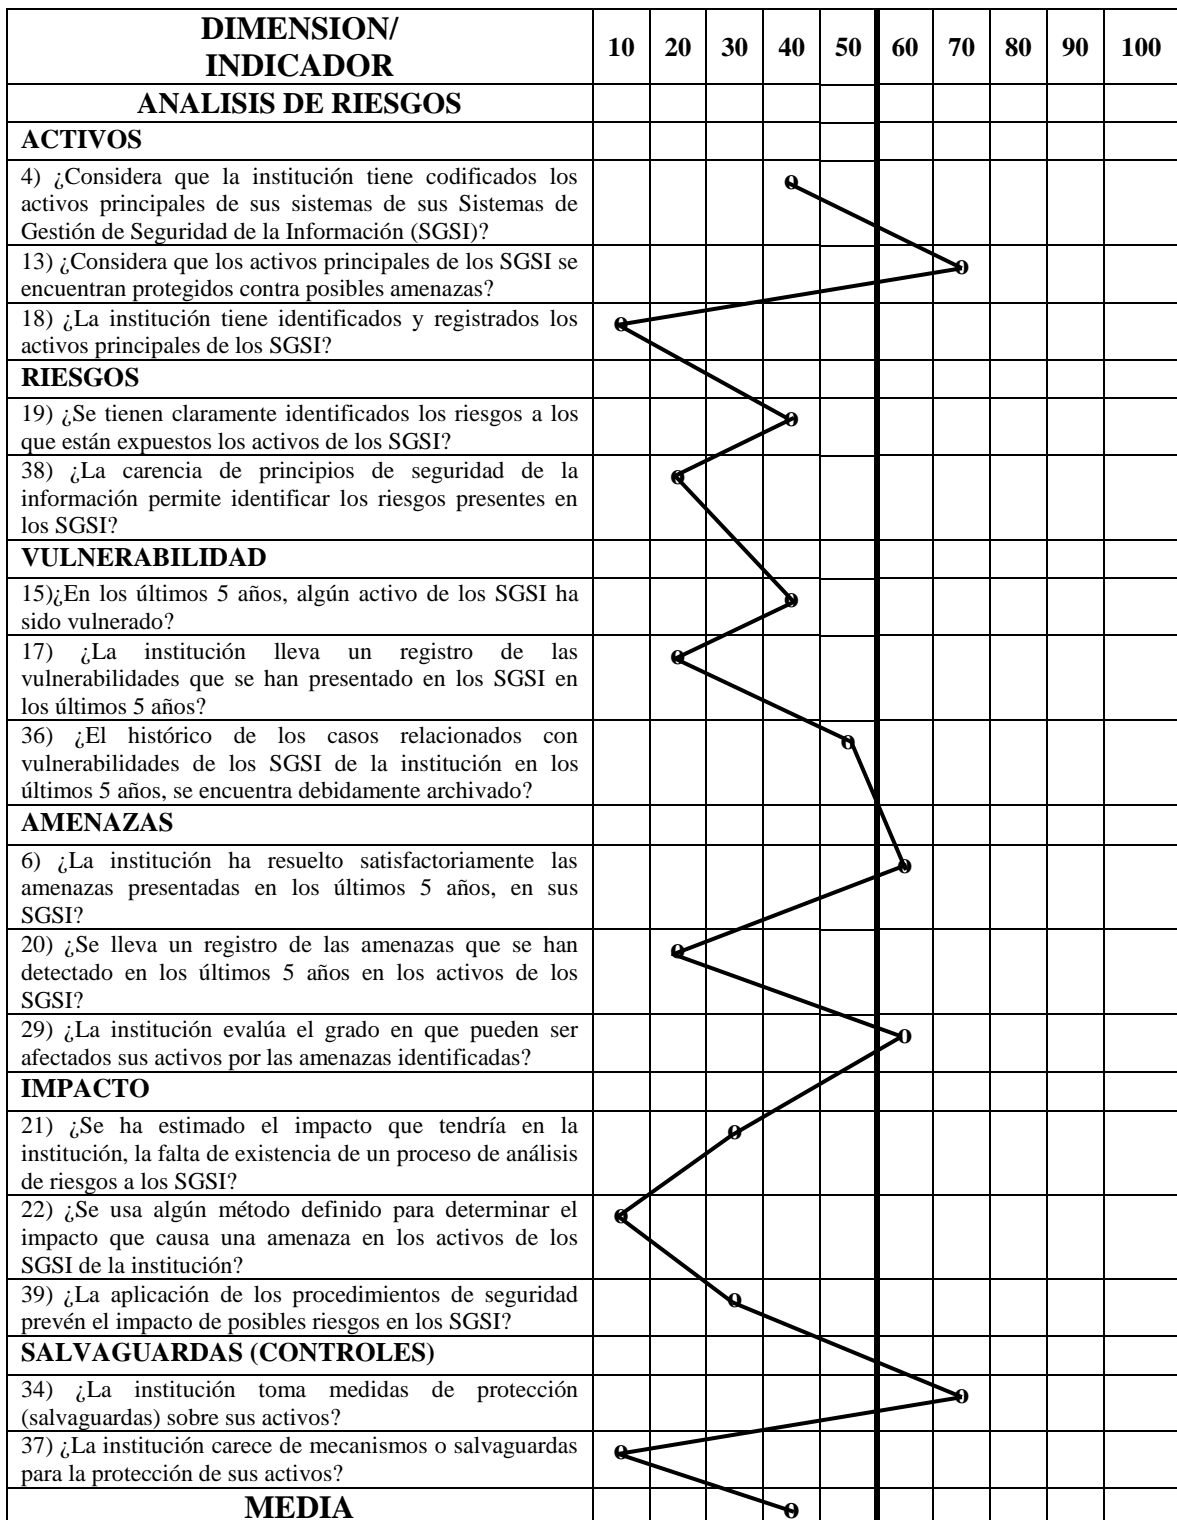 DIMENSION/
INDICADOR
10 20 30 40 50 60 70 80 90 100
ANALISIS DE RIESGOS
ACTIVOS
4) ¿Considera que la institución tiene codificados los
activos principales de sus sistemas de sus Sistemas de
Gestión de Seguridad de la Información (SGSI)?
o
13) ¿Considera que los activos principales de los SGSI se
encuentran protegidos contra posibles amenazas?
o
18) ¿La institución tiene identificados y registrados los
activos principales de los SGSI?
o
RIESGOS
19) ¿Se tienen claramente identificados los riesgos a los
que están expuestos los activos de los SGSI?
o
38) ¿La carencia de principios de seguridad de la
información permite identificar los riesgos presentes en
los SGSI?
o
VULNERABILIDAD
15)¿En los últimos 5 años, algún activo de los SGSI ha
sido vulnerado?
o
17) ¿La institución lleva un registro de las
vulnerabilidades que se han presentado en los SGSI en
los últimos 5 años?
o
36) ¿El histórico de los casos relacionados con
vulnerabilidades de los SGSI de la institución en los
últimos 5 años, se encuentra debidamente archivado?
o
AMENAZAS
6) ¿La institución ha resuelto satisfactoriamente las
amenazas presentadas en los últimos 5 años, en sus
SGSI?
o
20) ¿Se lleva un registro de las amenazas que se han
detectado en los últimos 5 años en los activos de los
SGSI?
o
29) ¿La institución evalúa el grado en que pueden ser
afectados sus activos por las amenazas identificadas?
o
IMPACTO
21) ¿Se ha estimado el impacto que tendría en la
institución, la falta de existencia de un proceso de análisis
de riesgos a los SGSI?
o
22) ¿Se usa algún método definido para determinar el
impacto que causa una amenaza en los activos de los
SGSI de la institución?
o
39) ¿La aplicación de los procedimientos de seguridad
prevén el impacto de posibles riesgos en los SGSI?
o
SALVAGUARDAS (CONTROLES)
34) ¿La institución toma medidas de protección
(salvaguardas) sobre sus activos?
o
37) ¿La institución carece de mecanismos o salvaguardas
para la protección de sus activos?
o
MEDIA
o